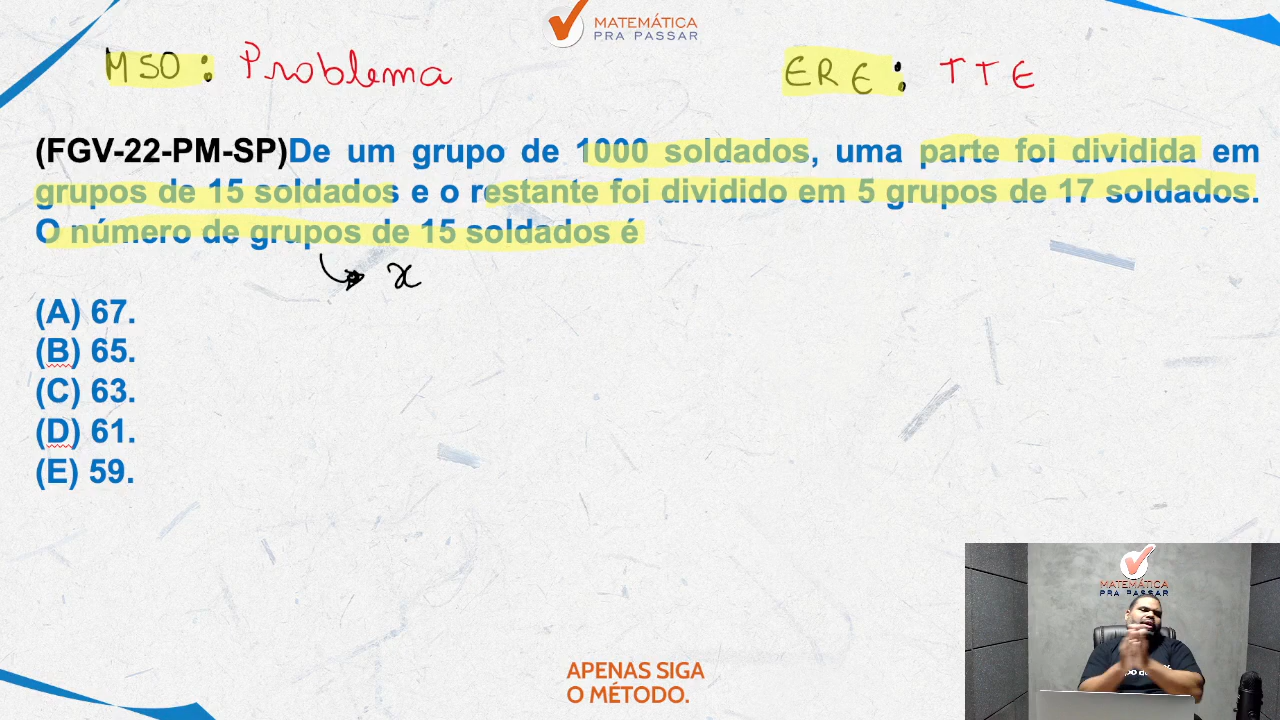 MATEMÁTICA
PRA PASSAR
MSO : Problema
ERE : TTE
(FGV-22-PM-SP)De um grupo de 1000 soldados, uma parte foi dividida em
grupos de 15 soldados e o restante foi dividido em 5 grupos de 17 soldados.
O número de grupos de 15 soldados é
x
(A) 67.
(B) 65.
(C) 63.
(D) 61.
(E) 59.
MATEMÁTICA
PRA PASSAR
APENAS SIGA
O MÉTODO.